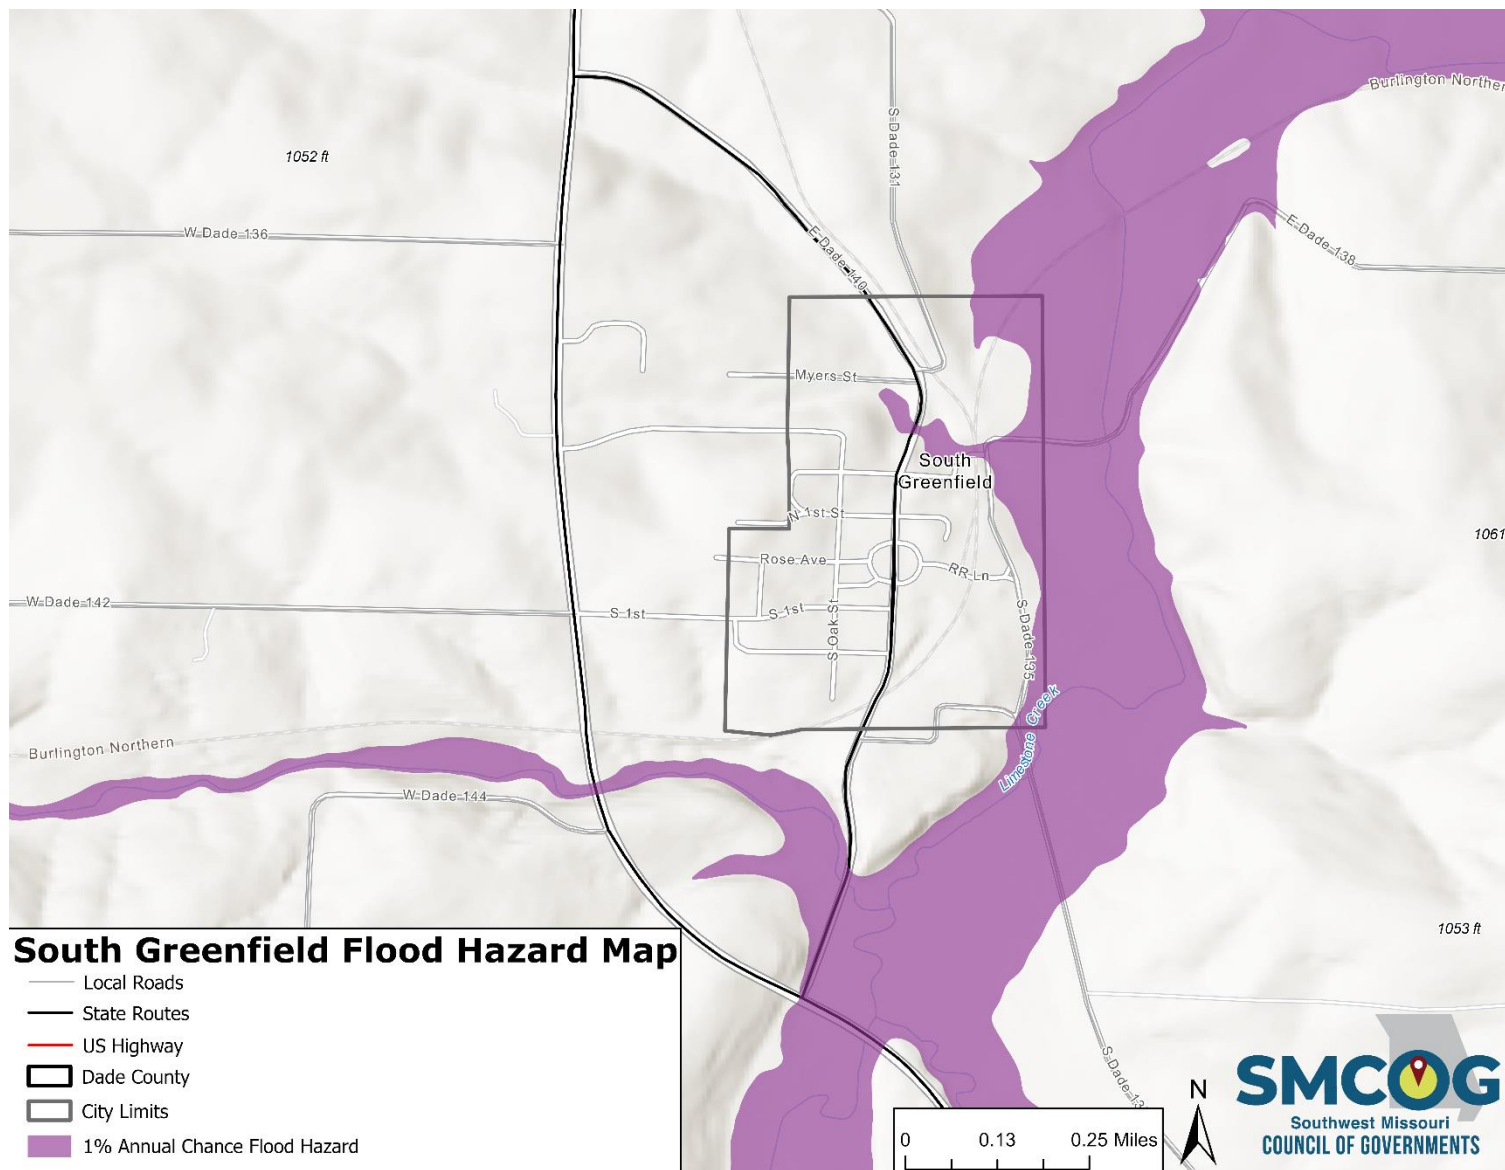 Burlington Northern
S-Dade-131
1052 ft
W Dade 136
E-Dade-140
E-Dade-138
Myers St
South
Greenfield
N 1st St
1061
Rose Ave
RR Ln
W Dade 142
S 1st
S-1st
S-Oak-St
S-Dade-135
Limestone Creek
Burlington Northern
W Dade 144
1053 ft
South Greenfield Flood Hazard Map
Local Roads
State Routes
US Highway
Dade County
City Limits
1% Annual Chance Flood Hazard
S-Dade-13
0 0.13 0.25 Miles
N
SMCOG
Southwest Missouri
COUNCIL OF GOVERNMENTS